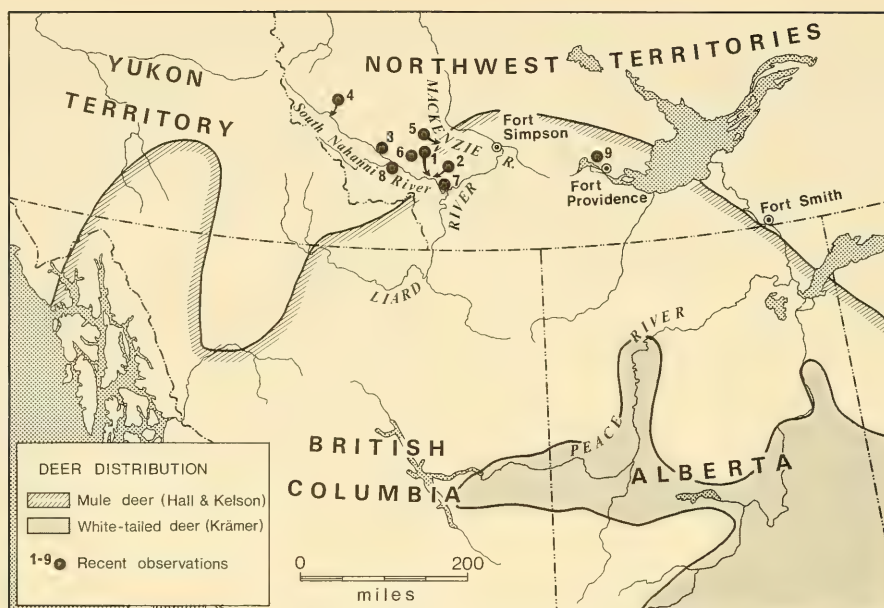 YUKON
TERRITORY
NORTHWEST TERRITORIES
MACKENZIE
R.
South Nahanni River
Fort
Simpson
Fort
Providence
Fort Smith
4
5
3
6
1
2
8
7
9
LIARD
RIVER
PEACE
RIVER
BRITISH
COLUMBIA
ALBERTA
DEER DISTRIBUTION
Mule deer (Hall & Kelson)
White-tailed deer (Krämer)
1-9 Recent observations
0 200
miles